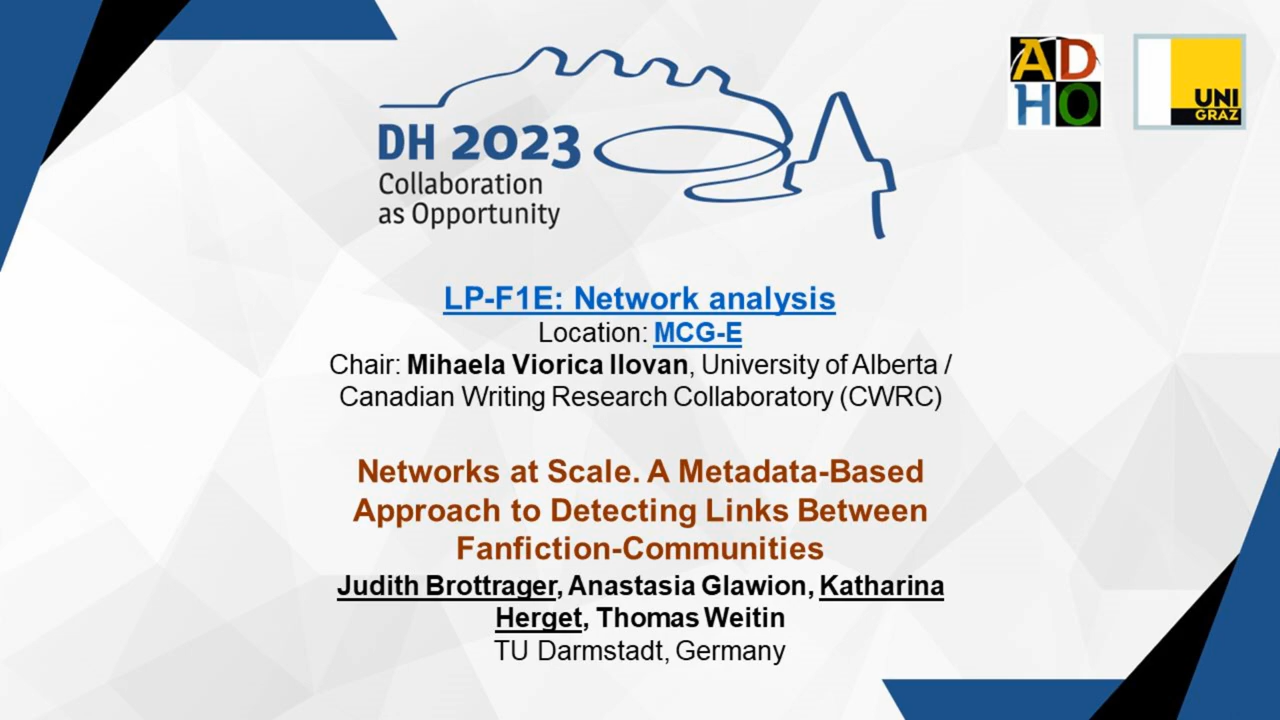 AD
HO
UNI
GRAZ
DH 2023
Collaboration
as Opportunity
LP-F1E: Network analysis
Location: MCG-E
Chair: Mihaela Viorica Ilovan, University of Alberta /
Canadian Writing Research Collaboratory (CWRC)
Networks at Scale. A Metadata-Based
Approach to Detecting Links Between
Fanfiction-Communities
Judith Brottrager, Anastasia Glawion, Katharina
Herget, Thomas Weitin
TU Darmstadt, Germany